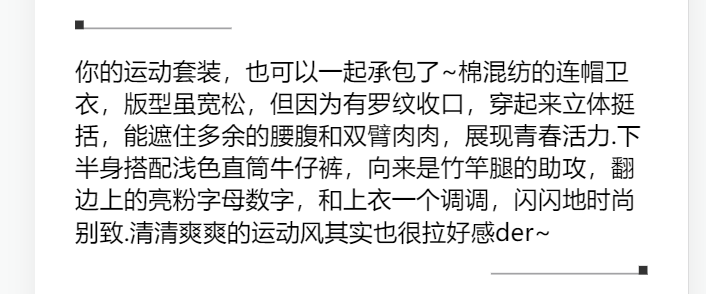 你的运动套装，也可以一起承包了~棉混纺的连帽卫
衣，版型虽宽松，但因为有罗纹收口，穿起来立体挺
括，能遮住多余的腰腹和双臂肉肉，展现青春活力.下
半身搭配浅色直筒牛仔裤，向来是竹竿腿的助攻，翻
边上的亮粉字母数字，和上衣一个调调，闪闪地时尚
别致.清清爽爽的运动风其实也很拉好感der~